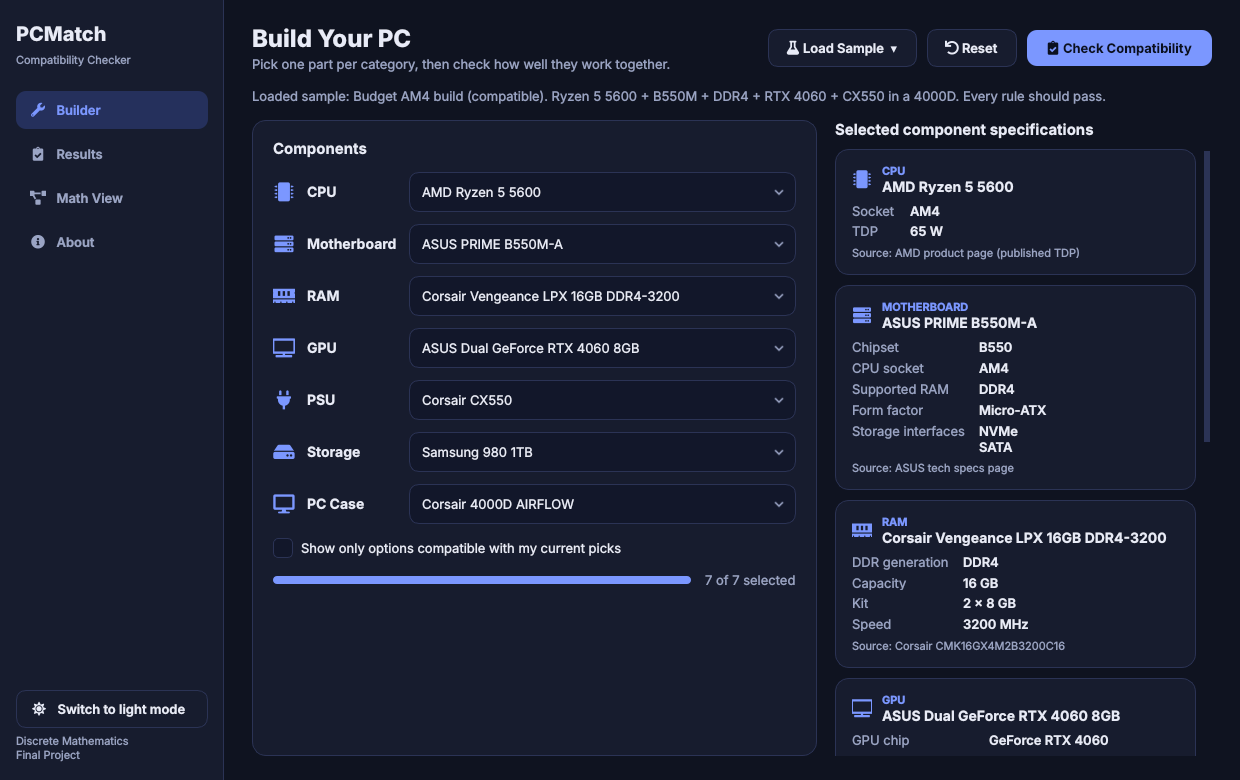 PCMatch
Compatibility Checker
Builder
Results
Math View
About
Switch to light mode
Discrete Mathematics
Final Project
Build Your PC
Pick one part per category, then check how well they work together.
Load Sample ▾
Reset
Check Compatibility
Loaded sample: Budget AM4 build (compatible). Ryzen 5 5600 + B550M + DDR4 + RTX 4060 + CX550 in a 4000D. Every rule should pass.
Components
CPU AMD Ryzen 5 5600
Motherboard ASUS PRIME B550M-A
RAM Corsair Vengeance LPX 16GB DDR4-3200
GPU ASUS Dual GeForce RTX 4060 8GB
PSU Corsair CX550
Storage Samsung 980 1TB
PC Case Corsair 4000D AIRFLOW
Show only options compatible with my current picks
7 of 7 selected
Selected component specifications
CPU
AMD Ryzen 5 5600
Socket AM4
TDP 65 W
Source: AMD product page (published TDP)
MOTHERBOARD
ASUS PRIME B550M-A
Chipset B550
CPU socket AM4
Supported RAM DDR4
Form factor Micro-ATX
Storage interfaces NVMe
SATA
Source: ASUS tech specs page
RAM
Corsair Vengeance LPX 16GB DDR4-3200
DDR generation DDR4
Capacity 16 GB
Kit 2 × 8 GB
Speed 3200 MHz
Source: Corsair CMK16GX4M2B3200C16
GPU
ASUS Dual GeForce RTX 4060 8GB
GPU chip GeForce RTX 4060